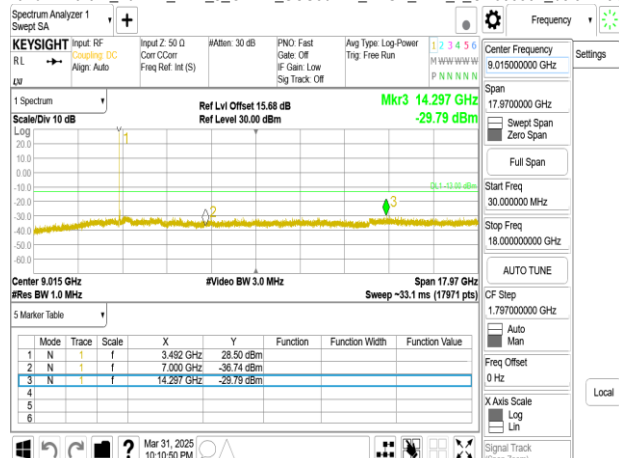 Spectrum Analyzer 1
Swept SA
+
Frequency
KEYSIGHT
RL
Input: RF
Coupling: DC
Align: Auto
Input Z: 50 Ω
Corr CCorr
Freq Ref: Int (S)
#Atten: 30 dB
PNO: Fast
Gate: Off
IF Gain: Low
Sig Track: Off
Avg Type: Log-Power
Trig: Free Run
1 2 3 4 5 6
M W W W W W
P N N N N N
Center Frequency
9.015000000 GHz
Settings
Span
17.9700000 GHz
Swept Span
Zero Span
Full Span
Start Freq
30.000000 MHz
Stop Freq
18.000000000 GHz
AUTO TUNE
CF Step
1.797000000 GHz
Auto
Man
Freq Offset
0 Hz
X Axis Scale
Log
Lin
Signal Track
Local
1 Spectrum
Scale/Div 10 dB
Ref Lvl Offset 15.68 dB
Ref Level 30.00 dBm
Mkr3 14.297 GHz
-29.79 dBm
Log
20.0
10.0
0.00
-10.0
-20.0
-30.0
-40.0
-50.0
-60.0
1
2
3
DL1 -13.00 dBm
Center 9.015 GHz
#Res BW 1.0 MHz
#Video BW 3.0 MHz
Span 17.97 GHz
Sweep ~33.1 ms (17971 pts)
5 Marker Table
Mode Trace Scale X Y Function Function Width Function Value
1 N 1 f 3.492 GHz 28.50 dBm
2 N 1 f 7.000 GHz -36.74 dBm
3 N 1 f 14.297 GHz -29.79 dBm
4
5
6
?
Mar 31, 2025
10:10:50 PM